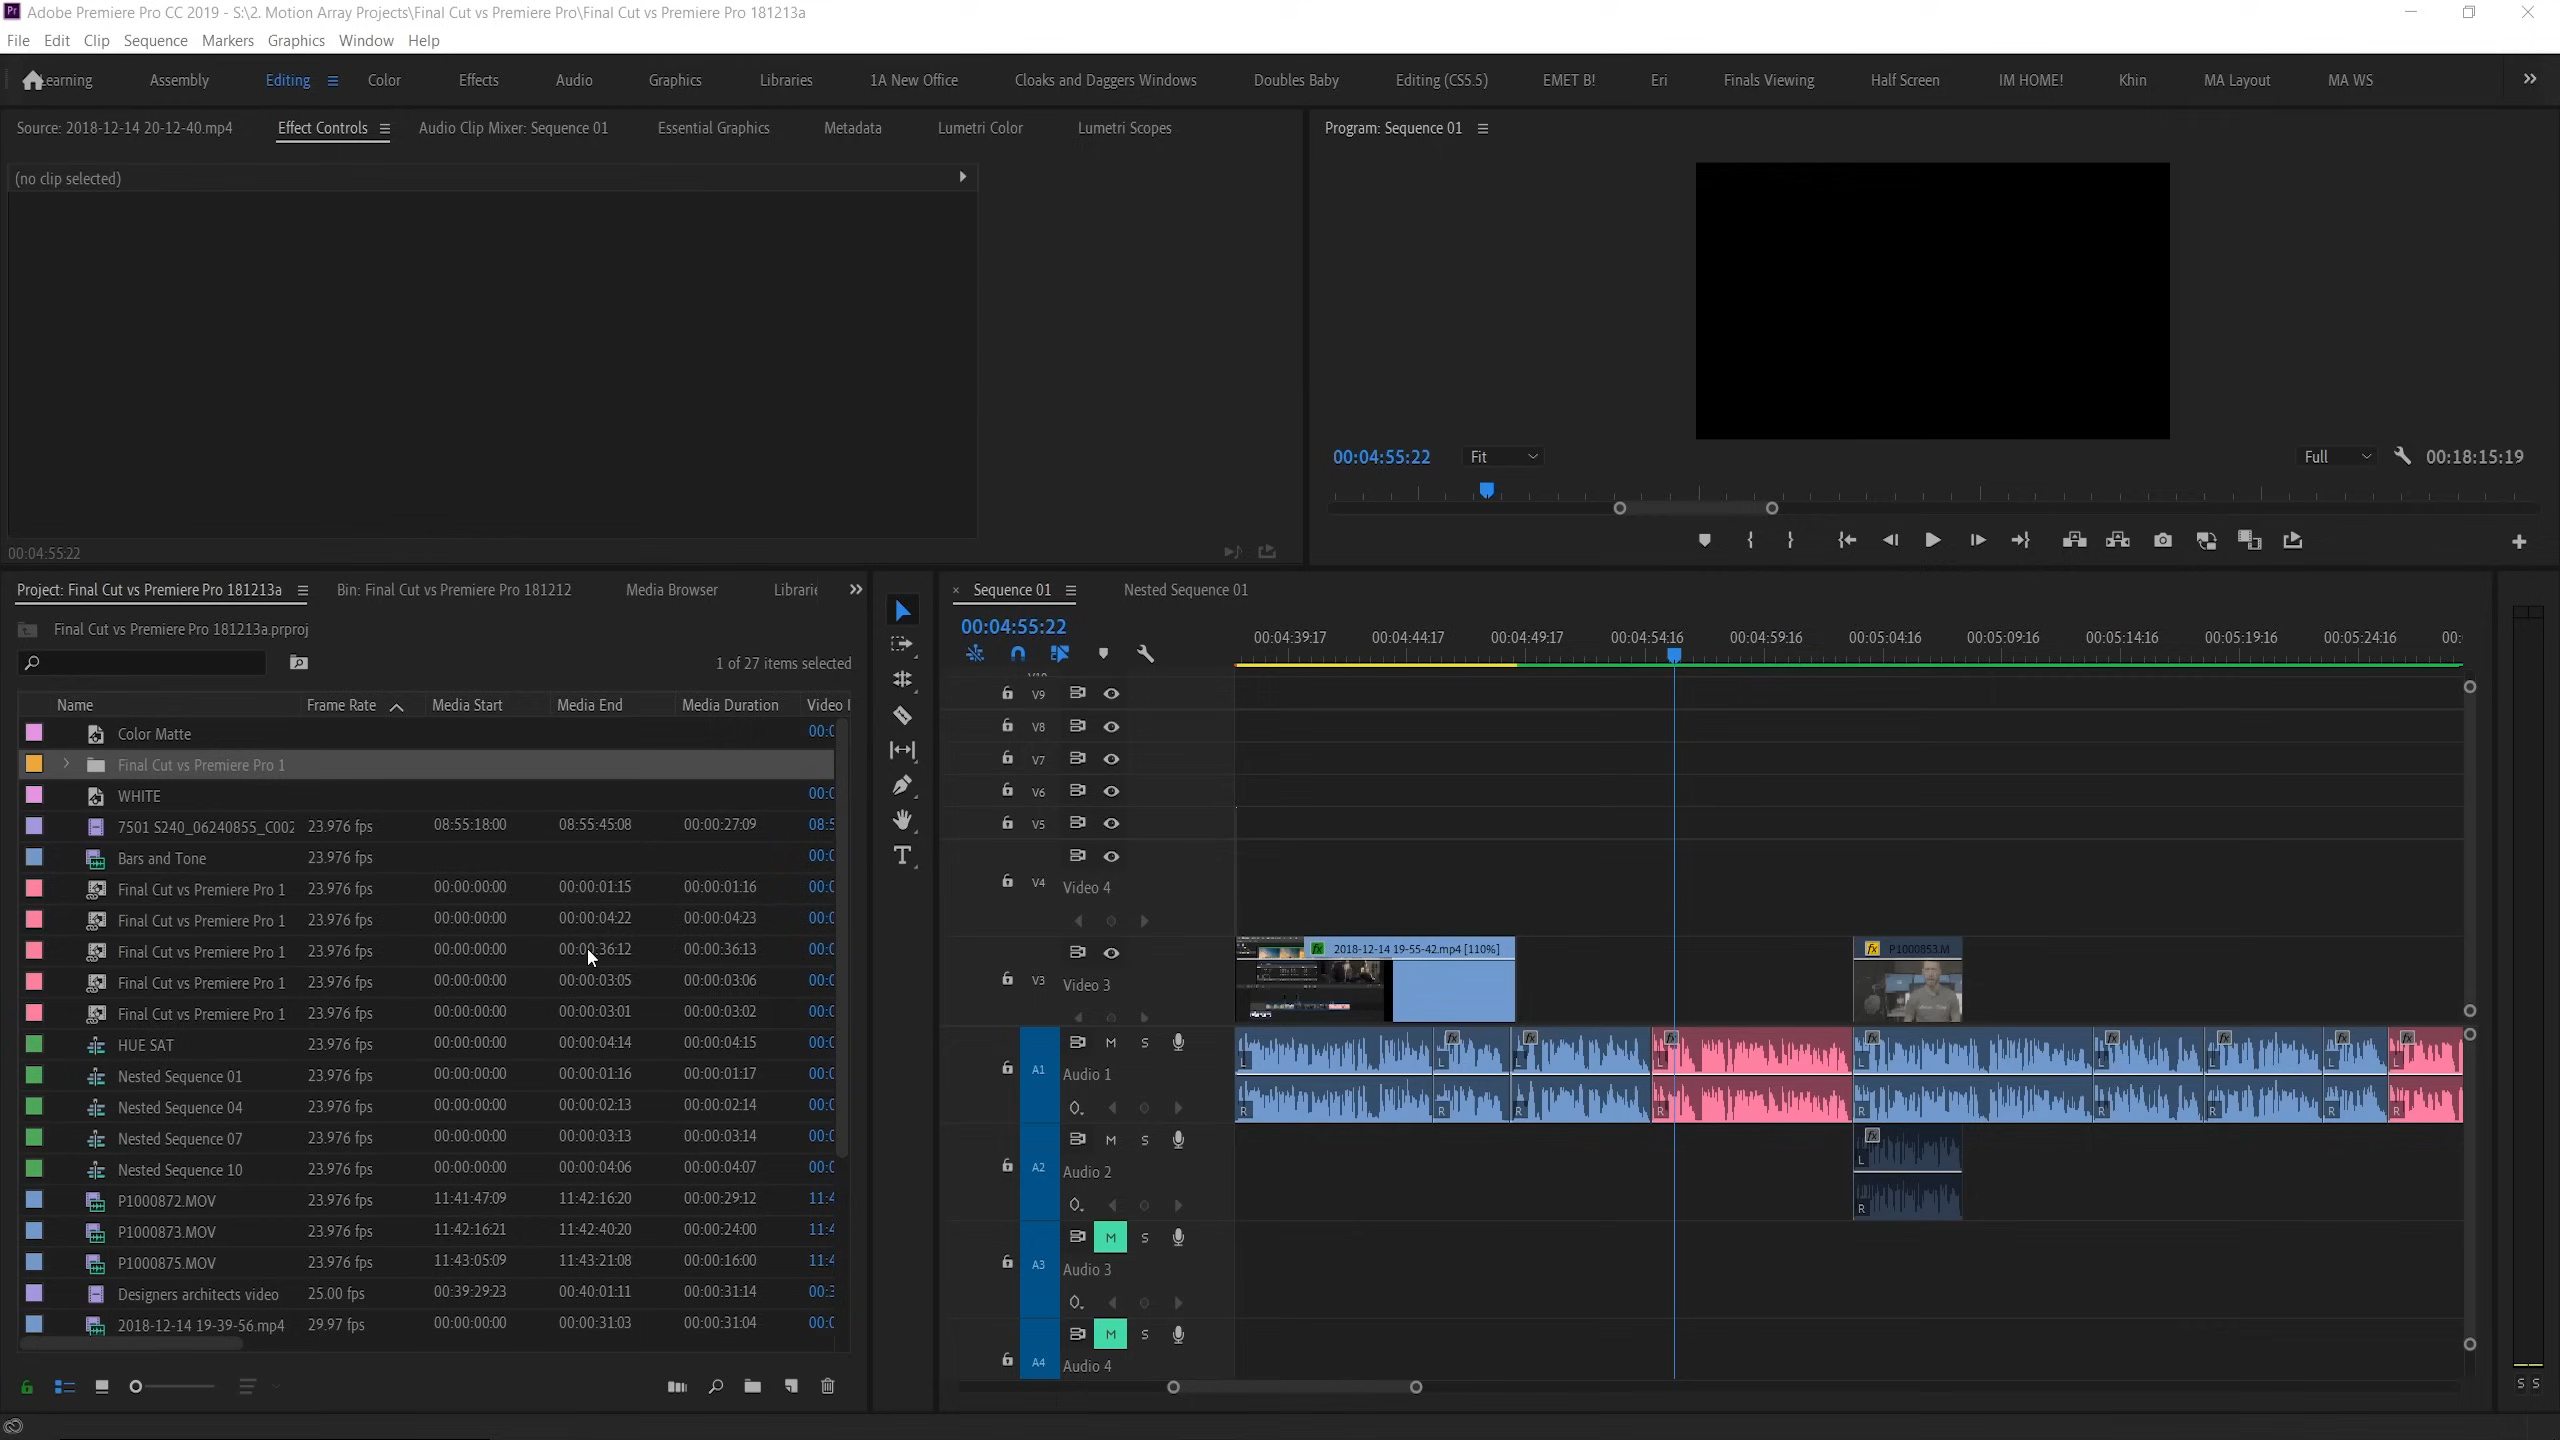 Adobe Premiere Pro CC 2019 - S:\2. Motion Array Projects\Final Cut vs Premiere Pro\Final Cut vs Premiere Pro 181213a
File Edit Clip Sequence Markers Graphics Window Help
earning Assembly Editing Color Effects Audio Graphics Libraries 1A New Office Cloaks and Daggers Windows Doubles Baby Editing (CS5.5) EMET B! Eri Finals Viewing Half Screen IM HOME! Khin MA Layout MA WS
Source: 2018-12-14 20-12-40.mp4 Effect Controls Audio Clip Mixer: Sequence 01 Essential Graphics Metadata Lumetri Color Lumetri Scopes
(no clip selected)
00:04:55:22
Program: Sequence 01
00:04:55:22 Fit Full 00:18:15:19
Project: Final Cut vs Premiere Pro 181213a Bin: Final Cut vs Premiere Pro 181212 Media Browser Librari
Final Cut vs Premiere Pro 181213a.prproj
1 of 27 items selected
Name Frame Rate Media Start Media End Media Duration Video I
Color Matte 00:0
Final Cut vs Premiere Pro 1
WHITE 00:0
7501 S240_06240855_C002 23.976 fps 08:55:18:00 08:55:45:08 00:00:27:09 08:5
Bars and Tone 23.976 fps 00:0
Final Cut vs Premiere Pro 1 23.976 fps 00:00:00:00 00:00:01:15 00:00:01:16 00:0
Final Cut vs Premiere Pro 1 23.976 fps 00:00:00:00 00:00:04:22 00:00:04:23 00:0
Final Cut vs Premiere Pro 1 23.976 fps 00:00:00:00 00:00:36:12 00:00:36:13 00:0
Final Cut vs Premiere Pro 1 23.976 fps 00:00:00:00 00:00:03:05 00:00:03:06 00:0
Final Cut vs Premiere Pro 1 23.976 fps 00:00:00:00 00:00:03:01 00:00:03:02 00:0
HUE SAT 23.976 fps 00:00:00:00 00:00:04:14 00:00:04:15 00:0
Nested Sequence 01 23.976 fps 00:00:00:00 00:00:01:16 00:00:01:17 00:0
Nested Sequence 04 23.976 fps 00:00:00:00 00:00:02:13 00:00:02:14 00:0
Nested Sequence 07 23.976 fps 00:00:00:00 00:00:03:13 00:00:03:14 00:0
Nested Sequence 10 23.976 fps 00:00:00:00 00:00:04:06 00:00:04:07 00:0
P1000872.MOV 23.976 fps 11:41:47:09 11:42:16:20 00:00:29:12 11:4
P1000873.MOV 23.976 fps 11:42:16:21 11:42:40:20 00:00:24:00 11:4
P1000875.MOV 23.976 fps 11:43:05:09 11:43:21:08 00:00:16:00 11:4
Designers architects video 25.00 fps 00:39:29:23 00:40:01:11 00:00:31:14 00:3
2018-12-14 19-39-56.mp4 29.97 fps 00:00:00:00 00:00:31:03 00:00:31:04 00:0
Sequence 01 Nested Sequence 01
00:04:55:22
00:04:39:17 00:04:44:17 00:04:49:17 00:04:54:16 00:04:59:16 00:05:04:16 00:05:09:16 00:05:14:16 00:05:19:16 00:05:24:16 00:
V9
V8
V7
V6
V5
V4 Video 4
fx 2018-12-14 19-55-42.mp4 [110%] fx P1000853.M
V3 Video 3
M S
fx fx fx fx fx fx fx fx
L L L L L L L L L
A1 Audio 1
R R R R R R R R R
M S fx
L
A2 Audio 2
R
M S
A3 Audio 3
M S
A4 Audio 4
S S